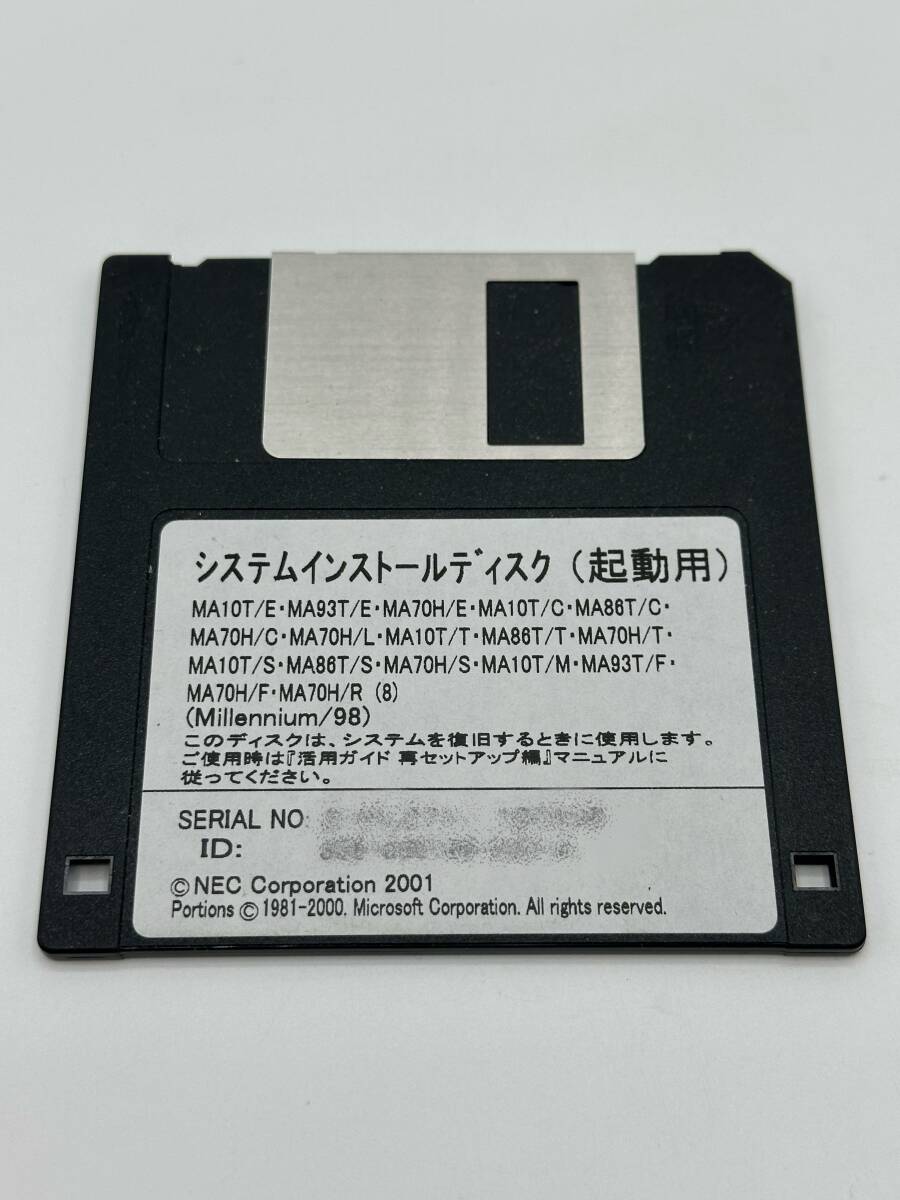 システムインストールディスク(起動用)
MA10T/E・MA93T/E・MA70H/E・MA10T/C・MA86T/C・
MA70H/C・MA70H/L・MA10T/T・MA86T/T・MA70H/T・
MA10T/S・MA86T/S・MA70H/S・MA10T/M・MA93T/F・
MA70H/F・MA70H/R (8)
(Millennium/98)
このディスクは、システムを復旧するときに使用します。
ご使用時は『活用ガイド 再セットアップ編』マニュアルに
従ってください。
SERIAL NO:
ID:
©NEC Corporation 2001
Portions © 1981-2000. Microsoft Corporation. All rights reserved.